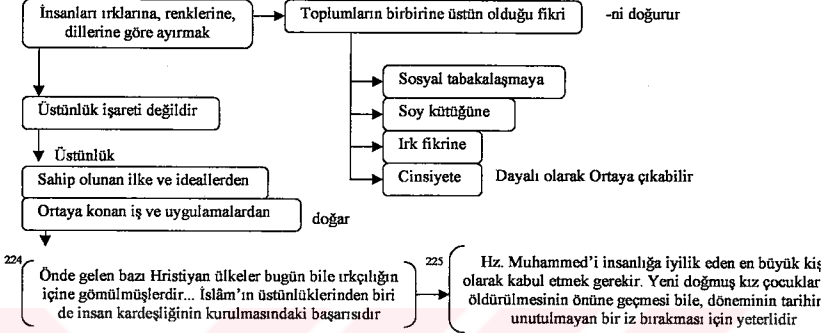 İnsanları ırklarına, renklerine,
dillerine göre ayırmak
Toplumların birbirine üstün olduğu fikri
-ni doğurur
Sosyal tabakalaşmaya
Soy kütüğüne
Irk fikrine
Cinsiyete
Dayalı olarak Ortaya çıkabilir
Üstünlük işareti değildir
Üstünlük
Sahip olunan ilke ve ideallerden
Ortaya konan iş ve uygulamalardan
doğar
224
Önde gelen bazı Hristiyan ülkeler bugün bile ırkçılığın
içine gömülmüşlerdir... İslâm'ın üstünlüklerinden biri
de insan kardeşliğinin kurulmasındaki başarısıdır
225
Hz. Muhammed'i insanlığa iyilik eden en büyük kiş
olarak kabul etmek gerekir. Yeni doğmuş kız çocuklar
öldürülmesinin önüne geçmesi bile, döneminin tarihin
unutulmayan bir iz bırakması için yeterlidir